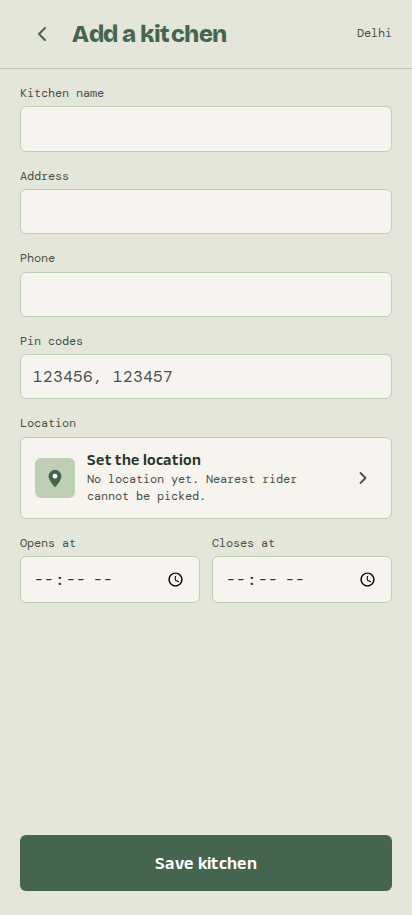 Add a kitchen
Delhi
Kitchen name
Address
Phone
Pin codes
123456, 123457
Location
Set the location
No location yet. Nearest rider
cannot be picked.
Opens at
Closes at
--:-- --
--:-- --
Save kitchen